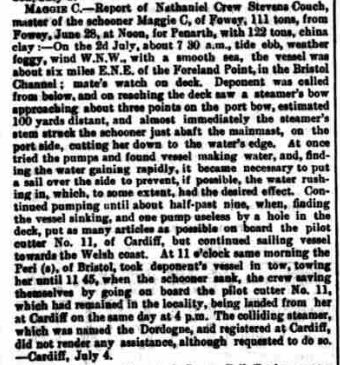 MAGGIE C.—Report of Nathaniel Crew Stevens Couch,
master of the schooner Maggie C, of Fowey, 111 tons, from
Fowey, June 28, at Noon, for Penarth, with 122 tons, china
clay :—On the 2d July, about 7 30 a.m., tide ebb, weather
foggy, wind W.N.W., with a smooth sea, the vessel was
about six miles E.N.E. of the Foreland Point, in the Bristol
Channel ; mate's watch on deck. Deponent was called
from below, and on reaching the deck saw a steamer's bow
approaching about three points on the port bow, estimated
100 yards distant, and almost immediately the steamer's
stem struck the schooner just abaft the mainmast, on the
port side, cutting her down to the water's edge. At once
tried the pumps and found vessel making water, and, find-
ing the water gaining rapidly, it became necessary to put
a sail over the side to prevent, if possible, the water rush-
ing in, which, to some extent, had the desired effect. Con-
tinued pumping until about half-past nine, when, finding
the vessel sinking, and one pump useless by a hole in the
deck, put as many articles as possible on board the pilot
cutter No. 11, of Cardiff, but continued sailing vessel
towards the Welsh coast. At 11 o'clock same morning the
Peri (s), of Bristol, took deponent's vessel in tow, towing
her until 11 45, when the schooner sank, the crew saving
themselves by going on board the pilot cutter No. 11,
which had remained in the locality, being landed from her
at Cardiff on the same day at 4 p.m. The colliding steamer,
which was named the Dordogne, and registered at Cardiff,
did not render any assistance, although requested to do so.
—Cardiff, July 4.